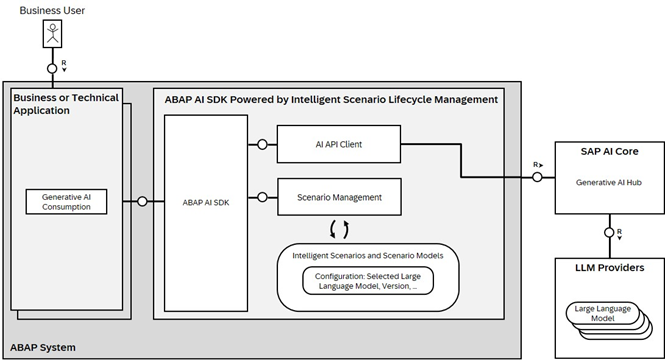 Business User
R
Business or Technical
Application
Generative AI
Consumption
ABAP AI SDK Powered by Intelligent Scenario Lifecycle Management
ABAP AI SDK
AI API Client
Scenario Management
Intelligent Scenarios and Scenario Models
Configuration: Selected Large
Language Model, Version, ...
ABAP System
R
SAP AI Core
Generative AI Hub
R
LLM Providers
Large Language
Model